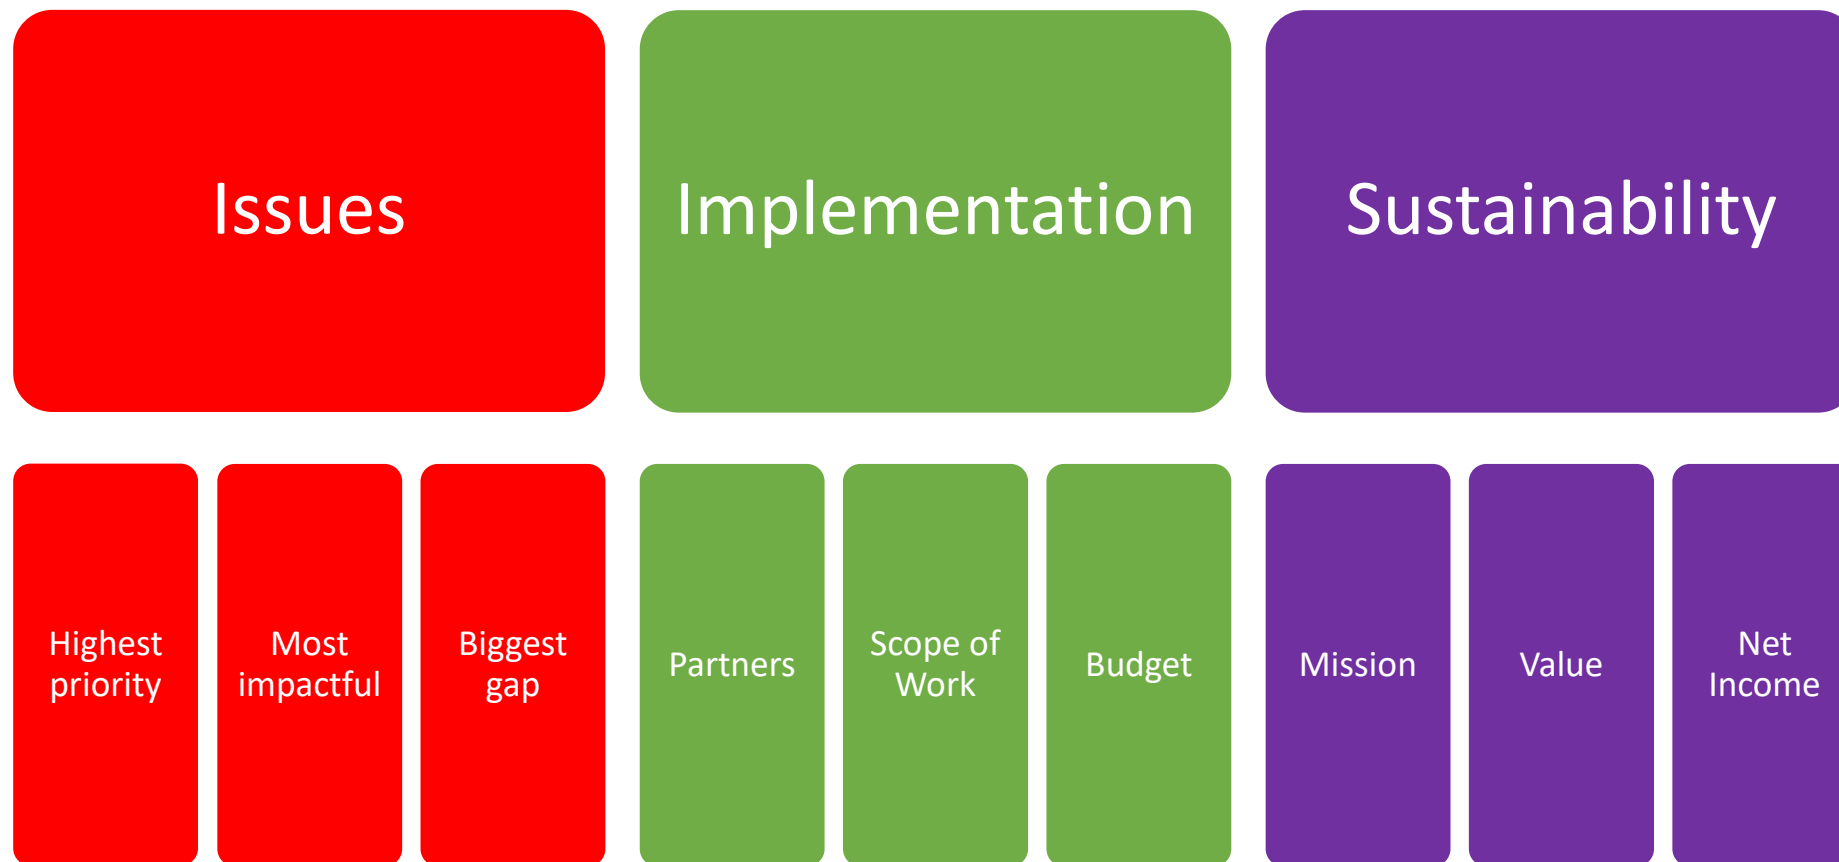 Issues
Implementation
Sustainability
Highest
priority
Most
impactful
Biggest
gap
Partners
Scope of
Work
Budget
Mission
Value
Net
Income